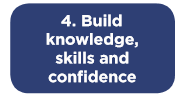 4. Build
knowledge,
skills and
confidence